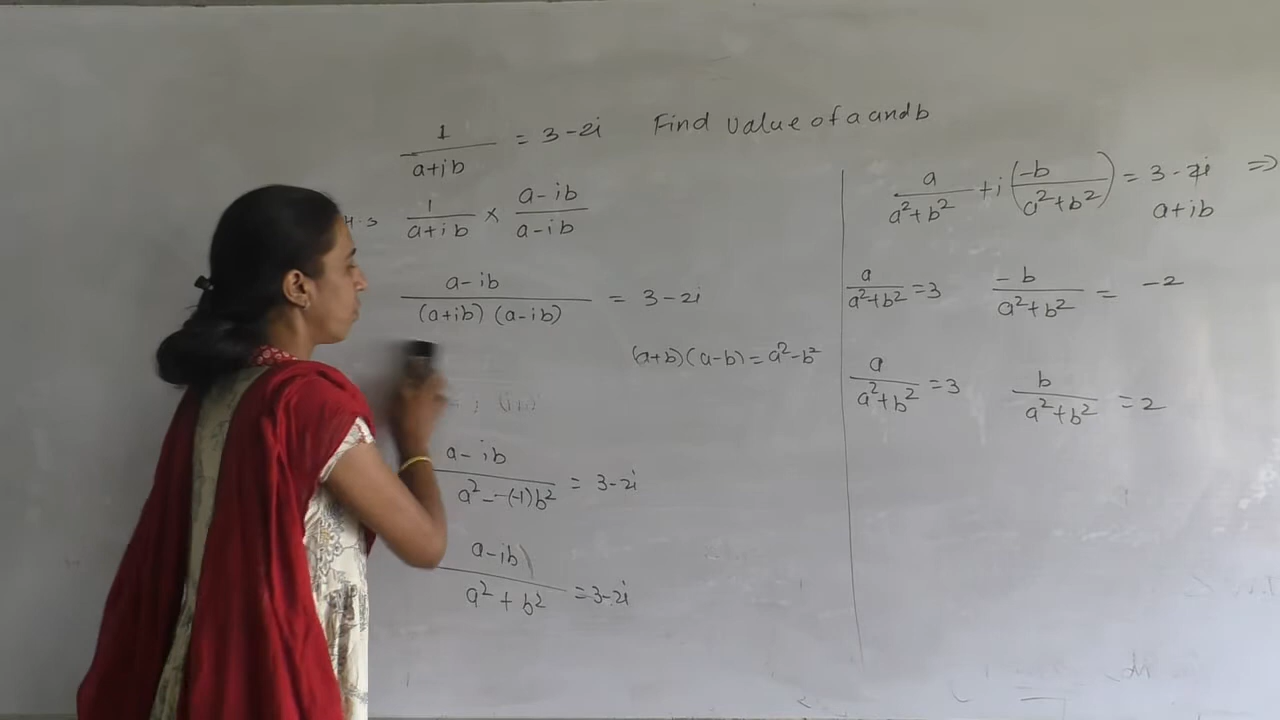 1/(a+ib) = 3-2i Find value of a and b
1/(a+ib) × (a-ib)/(a-ib)
(a-ib)/((a+ib)(a-ib)) = 3-2i
(a+b)(a-b) = a²-b²
(a-ib)/(a²--(-1)b²) = 3-2i
(a-ib)/(a²+b²) = 3-2i
a/(a²+b²) + i(-b/(a²+b²)) = 3-2i ⇒
a+ib
a/(a²+b²) = 3 -b/(a²+b²) = -2
a/(a²+b²) = 3 b/(a²+b²) = 2